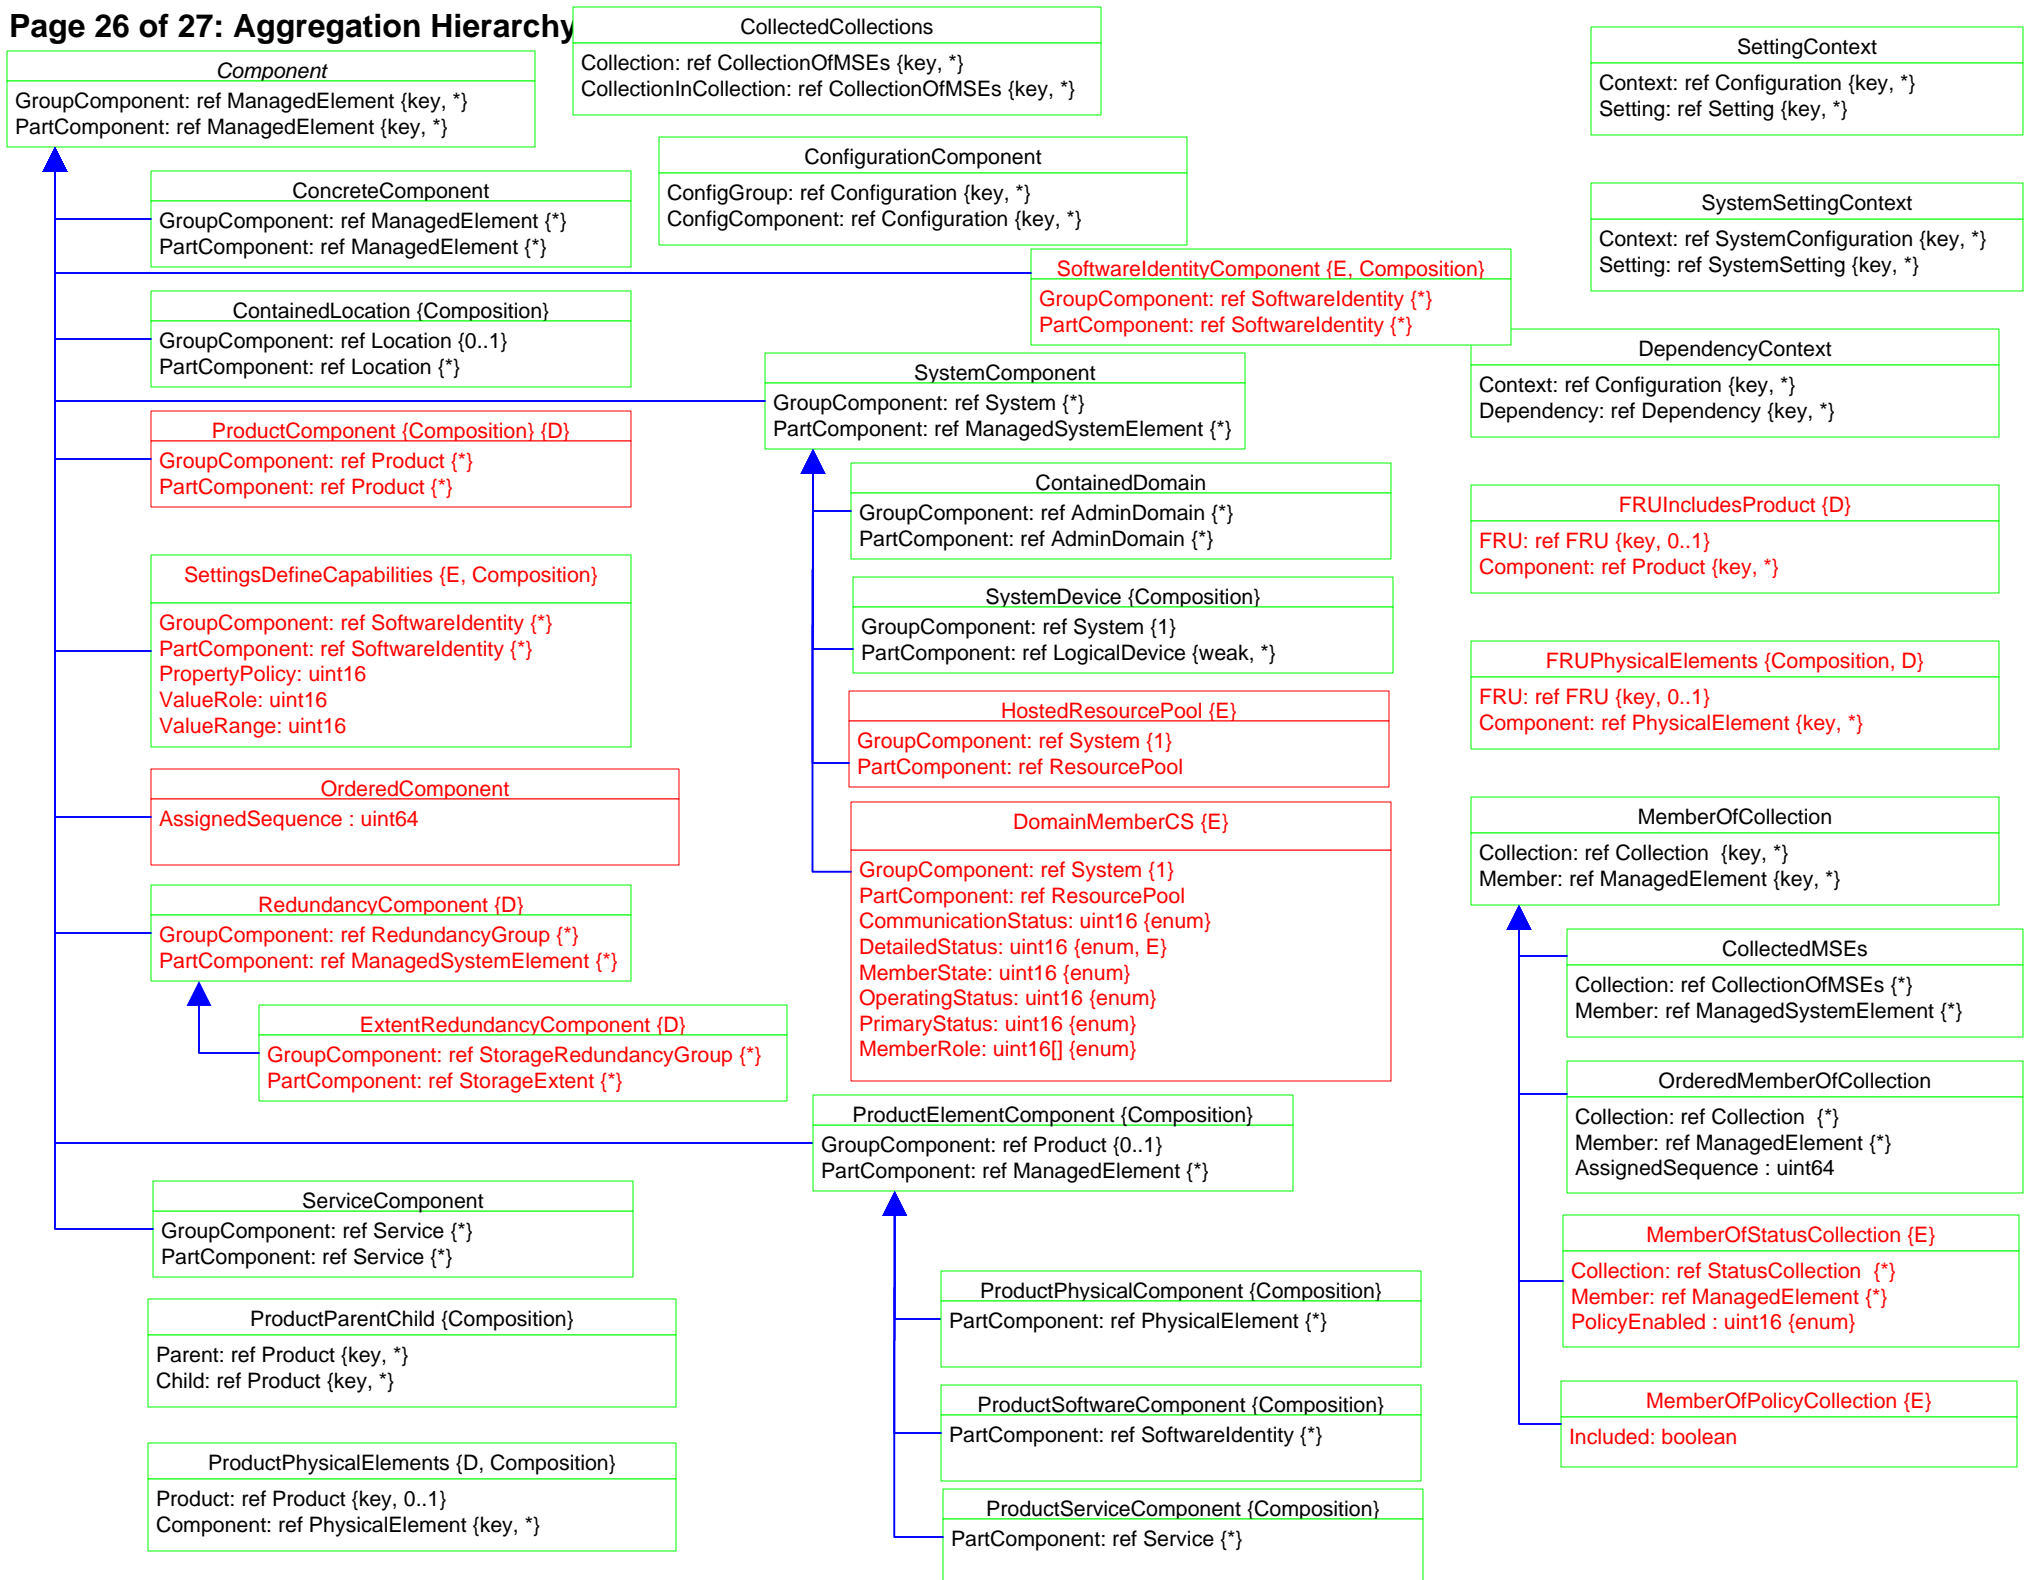 Page 26 of 27: Aggregation Hierarchy
Component
GroupComponent: ref ManagedElement {key, *}
PartComponent: ref ManagedElement {key, *}
CollectedCollections
Collection: ref CollectionOfMSEs {key, *}
CollectionInCollection: ref CollectionOfMSEs {key, *}
SettingContext
Context: ref Configuration {key, *}
Setting: ref Setting {key, *}
ConfigurationComponent
ConfigGroup: ref Configuration {key, *}
ConfigComponent: ref Configuration {key, *}
ConcreteComponent
GroupComponent: ref ManagedElement {*}
PartComponent: ref ManagedElement {*}
SystemSettingContext
Context: ref SystemConfiguration {key, *}
Setting: ref SystemSetting {key, *}
SoftwareIdentityComponent {E, Composition}
GroupComponent: ref SoftwareIdentity {*}
PartComponent: ref SoftwareIdentity {*}
ContainedLocation {Composition}
GroupComponent: ref Location {0..1}
PartComponent: ref Location {*}
DependencyContext
Context: ref Configuration {key, *}
Dependency: ref Dependency {key, *}
SystemComponent
GroupComponent: ref System {*}
PartComponent: ref ManagedSystemElement {*}
ProductComponent {Composition} {D}
GroupComponent: ref Product {*}
PartComponent: ref Product {*}
ContainedDomain
GroupComponent: ref AdminDomain {*}
PartComponent: ref AdminDomain {*}
FRUIncludesProduct {D}
FRU: ref FRU {key, 0..1}
Component: ref Product {key, *}
SettingsDefineCapabilities {E, Composition}
GroupComponent: ref SoftwareIdentity {*}
PartComponent: ref SoftwareIdentity {*}
PropertyPolicy: uint16
ValueRole: uint16
ValueRange: uint16
SystemDevice {Composition}
GroupComponent: ref System {1}
PartComponent: ref LogicalDevice {weak, *}
FRUPhysicalElements {Composition, D}
FRU: ref FRU {key, 0..1}
Component: ref PhysicalElement {key, *}
HostedResourcePool {E}
GroupComponent: ref System {1}
PartComponent: ref ResourcePool
OrderedComponent
AssignedSequence : uint64
DomainMemberCS {E}
GroupComponent: ref System {1}
PartComponent: ref ResourcePool
CommunicationStatus: uint16 {enum}
DetailedStatus: uint16 {enum, E}
MemberState: uint16 {enum}
OperatingStatus: uint16 {enum}
PrimaryStatus: uint16 {enum}
MemberRole: uint16[] {enum}
MemberOfCollection
Collection: ref Collection  {key, *}
Member: ref ManagedElement {key, *}
RedundancyComponent {D}
GroupComponent: ref RedundancyGroup {*}
PartComponent: ref ManagedSystemElement {*}
CollectedMSEs
Collection: ref CollectionOfMSEs {*}
Member: ref ManagedSystemElement {*}
ExtentRedundancyComponent {D}
GroupComponent: ref StorageRedundancyGroup {*}
PartComponent: ref StorageExtent {*}
OrderedMemberOfCollection
Collection: ref Collection  {*}
Member: ref ManagedElement {*}
AssignedSequence : uint64
ProductElementComponent {Composition}
GroupComponent: ref Product {0..1}
PartComponent: ref ManagedElement {*}
ServiceComponent
GroupComponent: ref Service {*}
PartComponent: ref Service {*}
MemberOfStatusCollection {E}
Collection: ref StatusCollection  {*}
Member: ref ManagedElement {*}
PolicyEnabled : uint16 {enum}
ProductPhysicalComponent {Composition}
PartComponent: ref PhysicalElement {*}
ProductParentChild {Composition}
Parent: ref Product {key, *}
Child: ref Product {key, *}
ProductSoftwareComponent {Composition}
PartComponent: ref SoftwareIdentity {*}
MemberOfPolicyCollection {E}
Included: boolean
ProductPhysicalElements {D, Composition}
Product: ref Product {key, 0..1}
Component: ref PhysicalElement {key, *}
ProductServiceComponent {Composition}
PartComponent: ref Service {*}